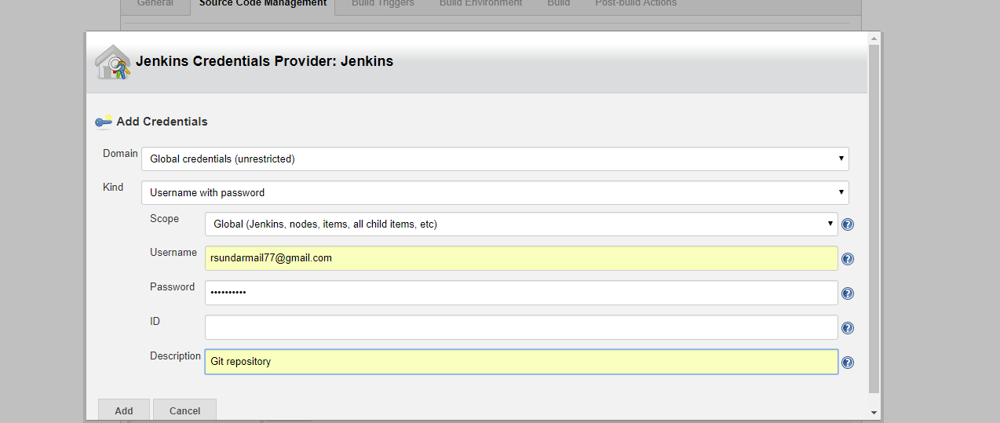 General Source Code Management Build Triggers Build Environment Build Post-build Actions
Jenkins Credentials Provider: Jenkins
Add Credentials
Domain Global credentials (unrestricted)
Kind Username with password
Scope Global (Jenkins, nodes, items, all child items, etc)
Username rsundarmail77@gmail.com
Password ••••••••••
ID
Description Git repository
Add Cancel